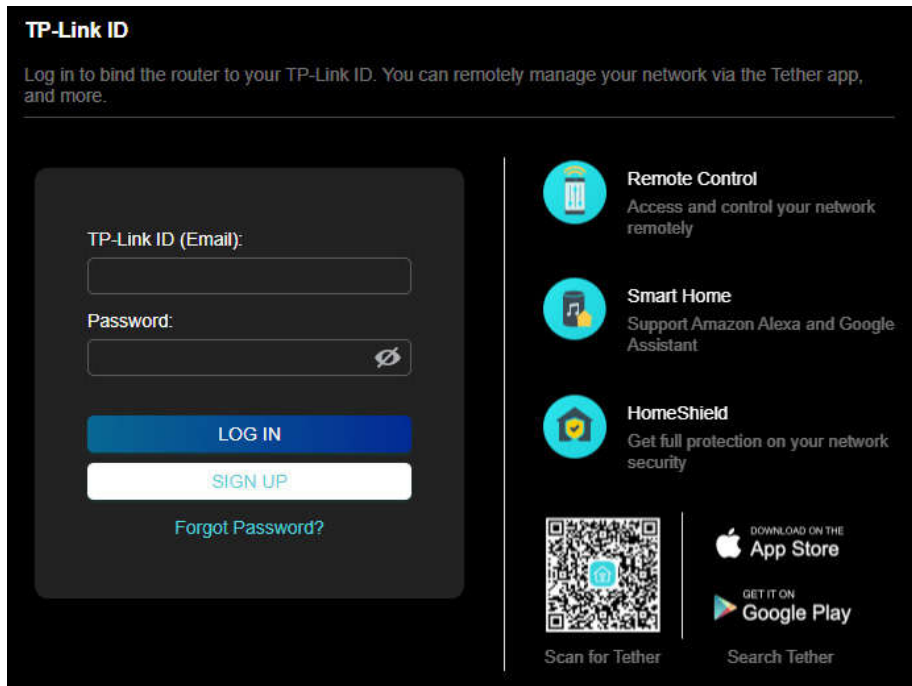 TP-Link ID
Log in to bind the router to your TP-Link ID. You can remotely manage your network via the Tether app,
and more.
TP-Link ID (Email):
Password:
LOG IN
SIGN UP
Forgot Password?
Remote Control
Access and control your network
remotely
Smart Home
Support Amazon Alexa and Google
Assistant
HomeShield
Get full protection on your network
security
Scan for Tether
DOWNLOAD ON THE
App Store
GET IT ON
Google Play
Search Tether